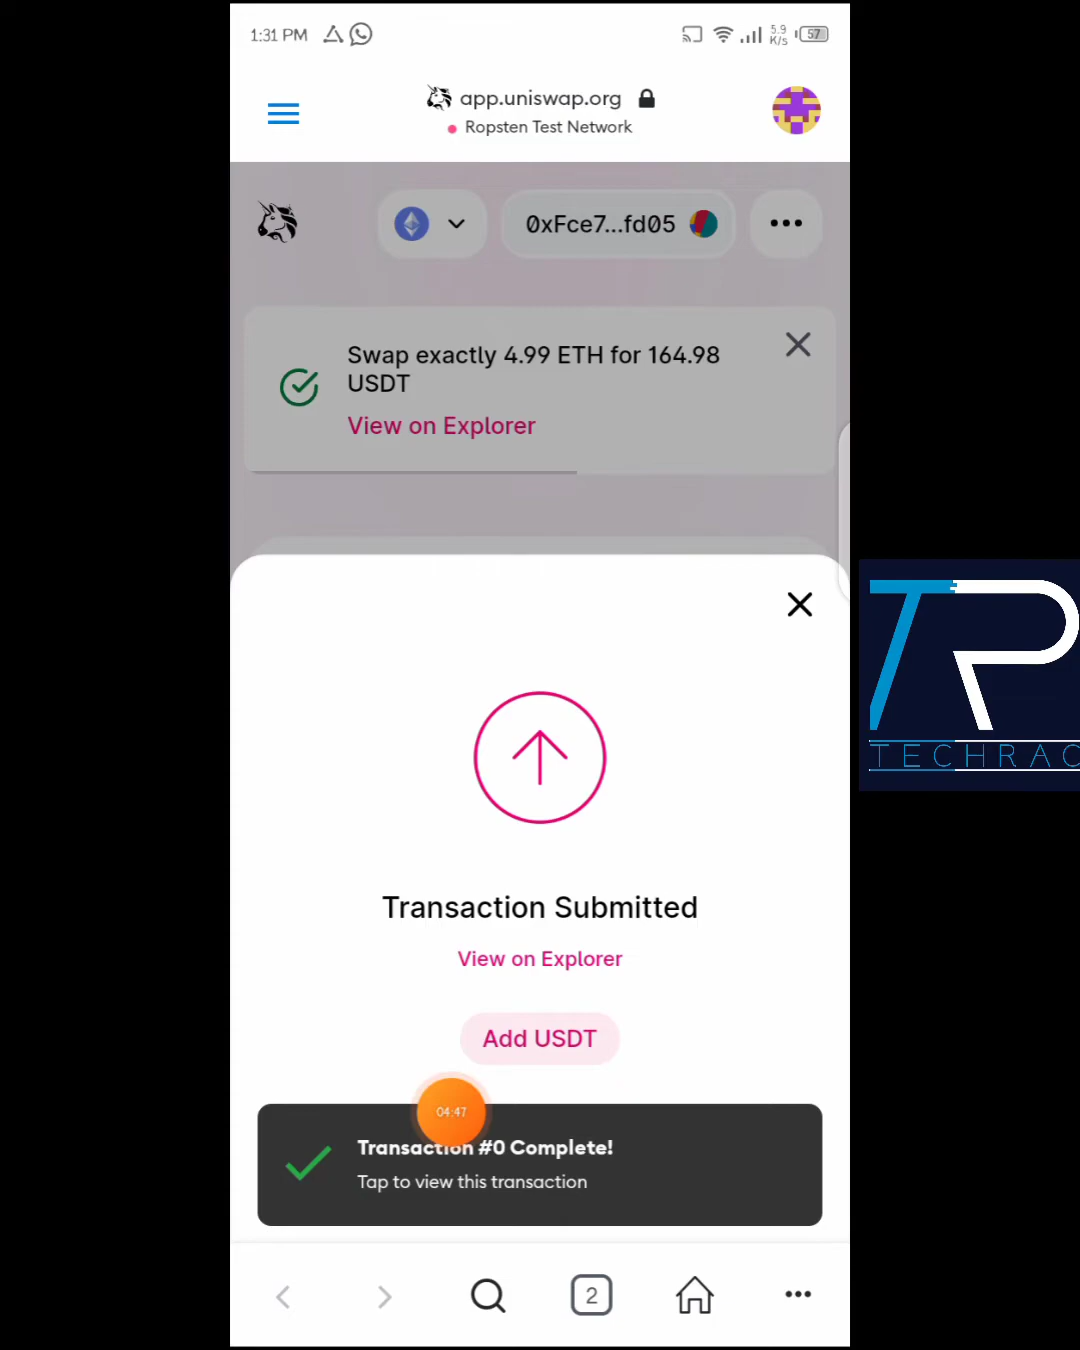 1:31 PM
5.9
K/s
57
app.uniswap.org
Ropsten Test Network
0xFce7...fd05
Swap exactly 4.99 ETH for 164.98
USDT
View on Explorer
TR
TECHRAC
Transaction Submitted
View on Explorer
Add USDT
04:47
Transaction #0 Complete!
Tap to view this transaction
2